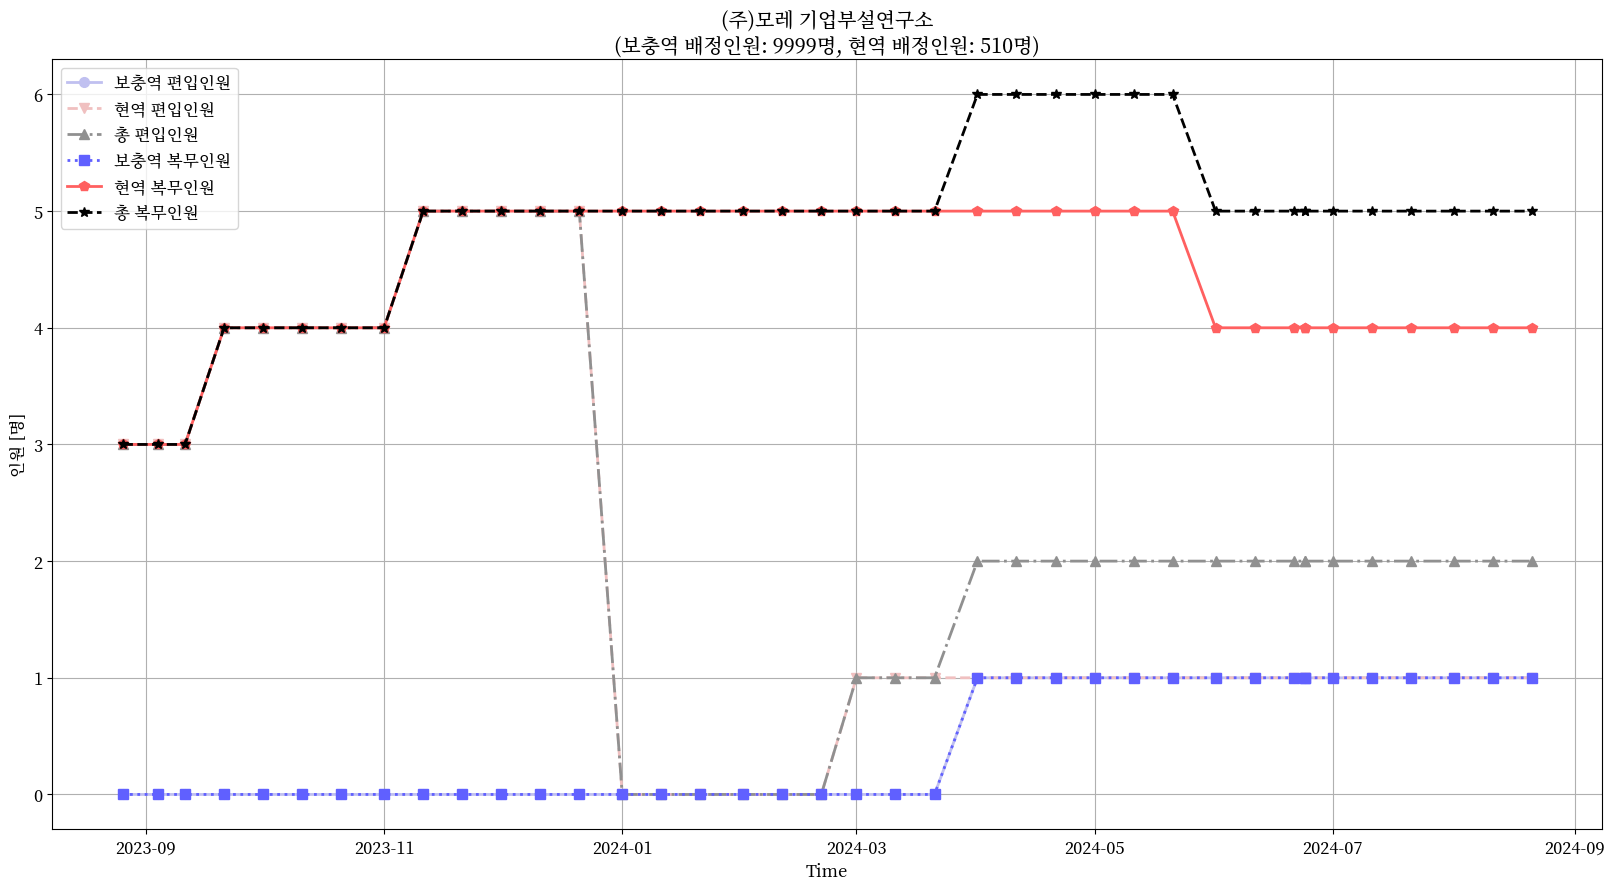 (주)모레 기업부설연구소
(보충역 배정인원: 9999명, 현역 배정인원: 510명)
보충역 편입인원
현역 편입인원
총 편입인원
보충역 복무인원
현역 복무인원
총 복무인원
6
5
4
3
2
1
0
인원 [명]
2023-09
2023-11
2024-01
2024-03
2024-05
2024-07
2024-09
Time